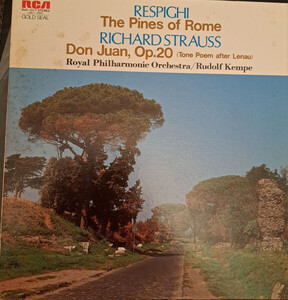 RCA
GOLD SEAL
RESPIGHI
The Pines of Rome
RICHARD STRAUSS
Don Juan, Op.20 (Tone Poem after Lenau)
Royal Philharmonic Orchestra/Rudolf Kempe